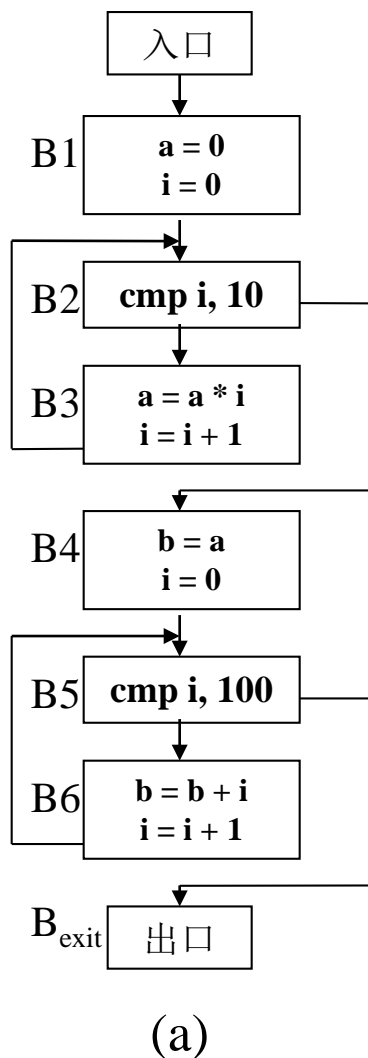 入口
B1
a = 0
i = 0
B2
cmp i, 10
B3
a = a * i
i = i + 1
B4
b = a
i = 0
B5
cmp i, 100
B6
b = b + i
i = i + 1
Bexit
出口
(a)